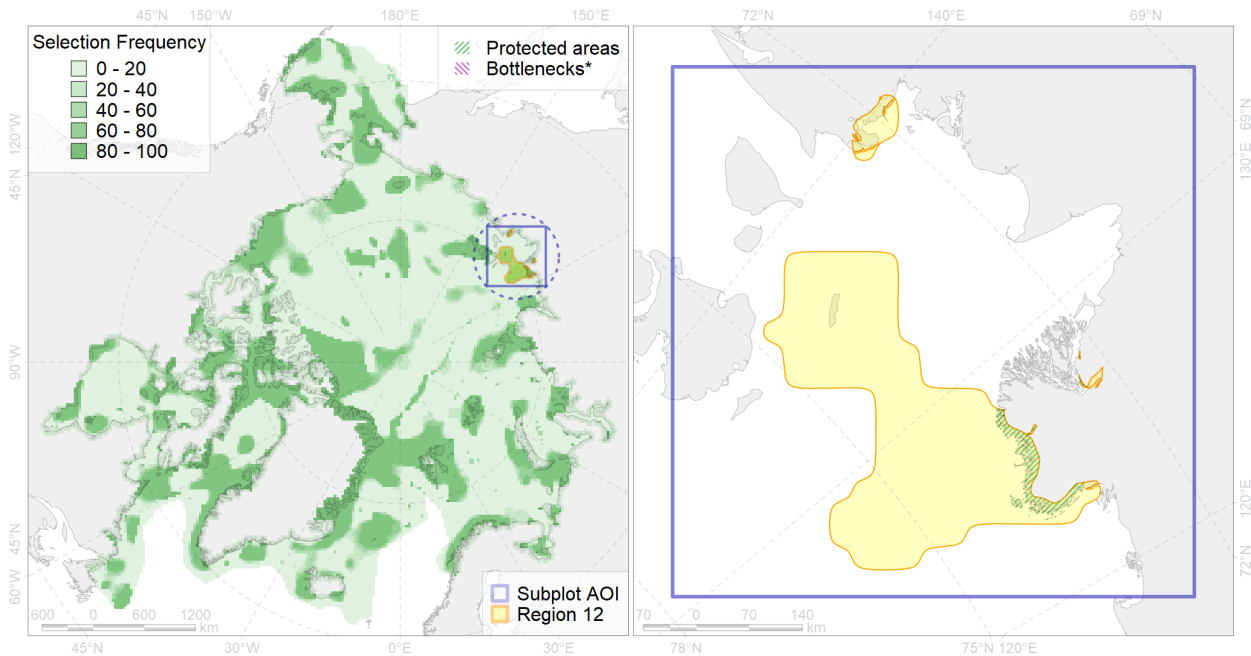 45°N 150°W 180°E 150°E 72°N 140°E 69°N
Selection Frequency
0 - 20
20 - 40
40 - 60
60 - 80
80 - 100
Protected areas
Bottlenecks*
120°W
45°N
90°W
45°N
60°W
69°N
130°E
120°E
72°N
Subplot AOI
Region 12
600 0 600 1200
km
70 0 70 140
km
45°N 30°W 0°E 30°E 78°N 75°N 120°E